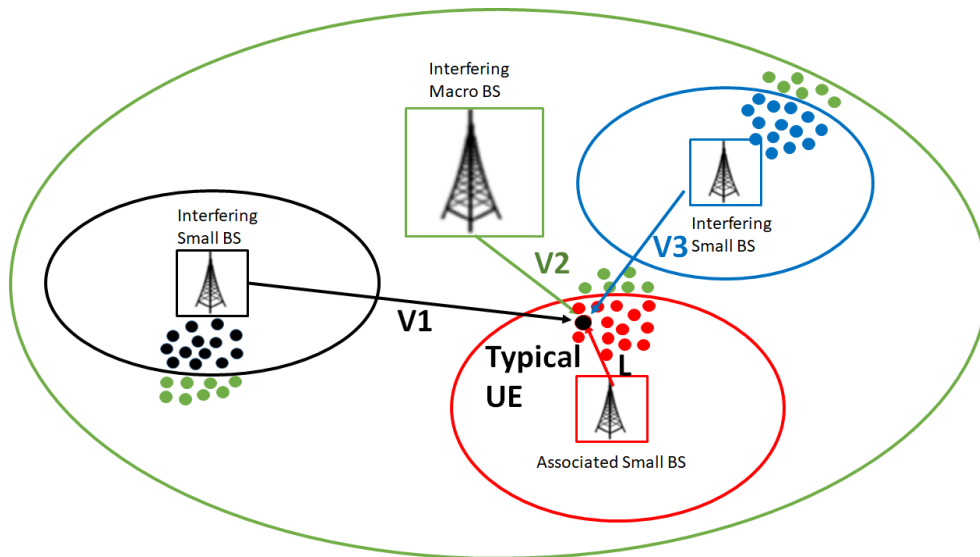 Interfering
Macro BS
Interfering
Small BS
Interfering
Small BS
V3
V2
V1
Typical
UE
L
Associated Small BS